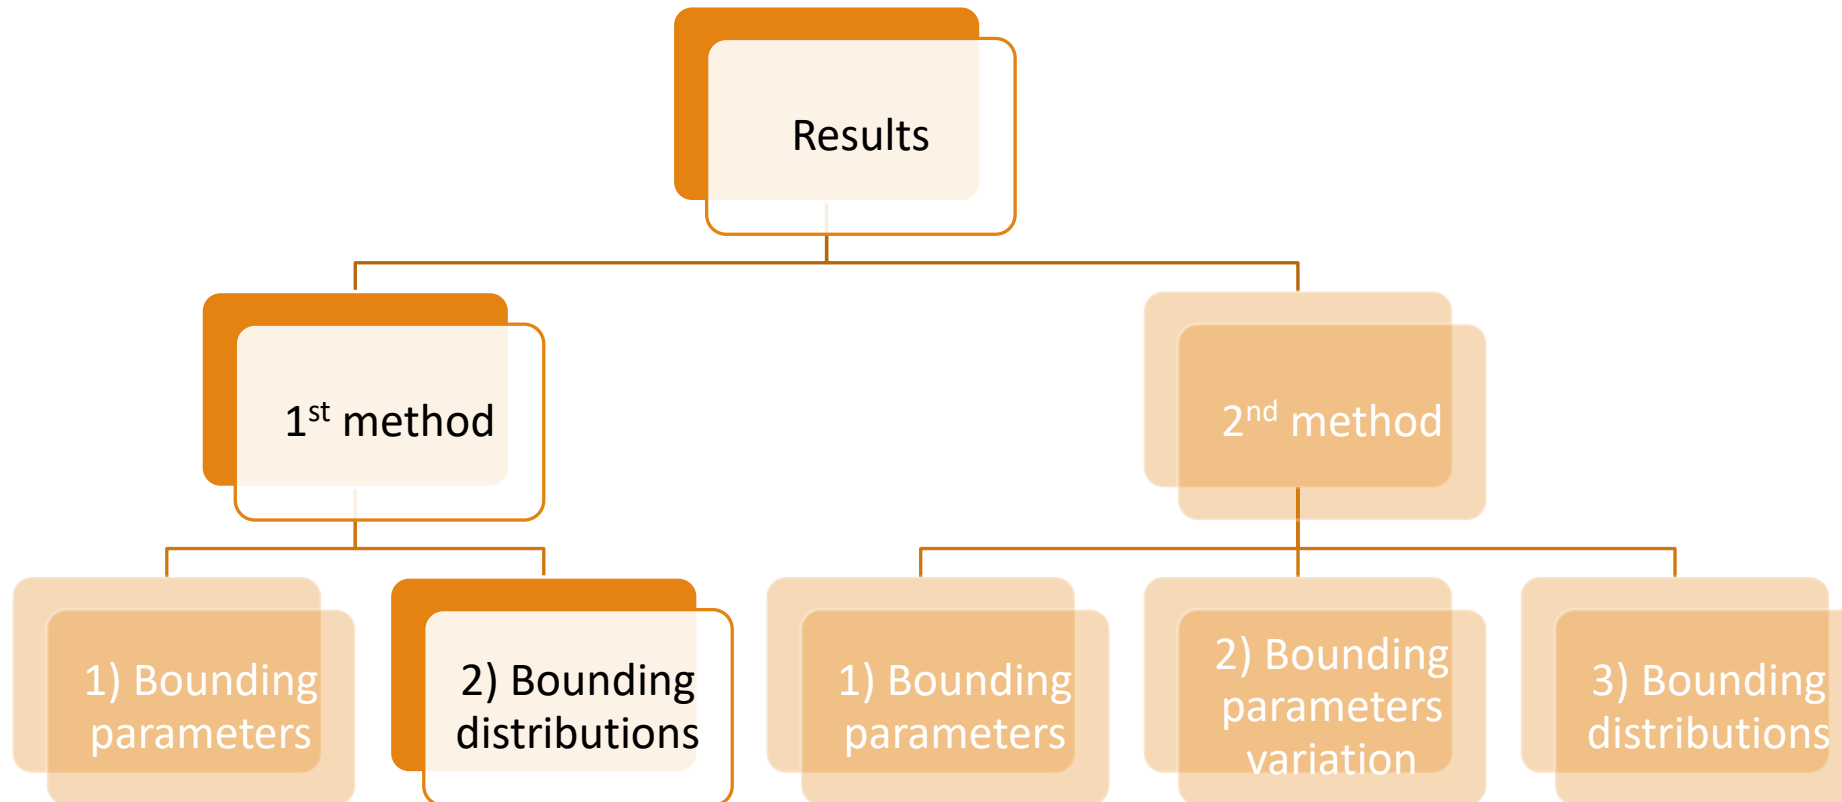 Results
1st method
2nd method
1) Bounding
parameters
2) Bounding
distributions
1) Bounding
parameters
2) Bounding
parameters
variation
3) Bounding
distributions